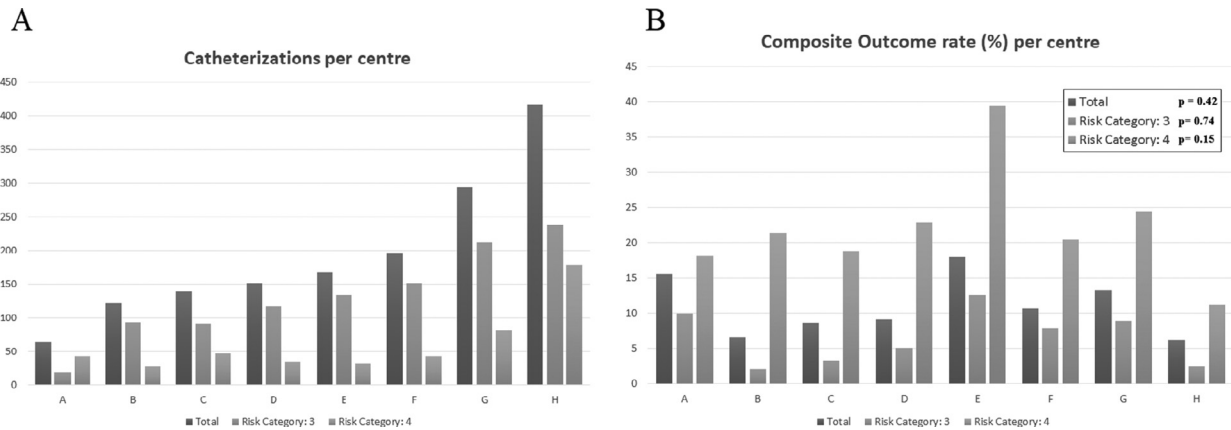 A
Catheterizations per centre
450
400
350
300
250
200
150
100
50
0
A B C D E F G H
Total Risk Category: 3 Risk Category: 4
B
Composite Outcome rate (%) per centre
45
40
35
30
25
20
15
10
5
0
Total p = 0.42
Risk Category: 3 p= 0.74
Risk Category: 4 p= 0.15
A B C D E F G H
Total Risk Category: 3 Risk Category: 4